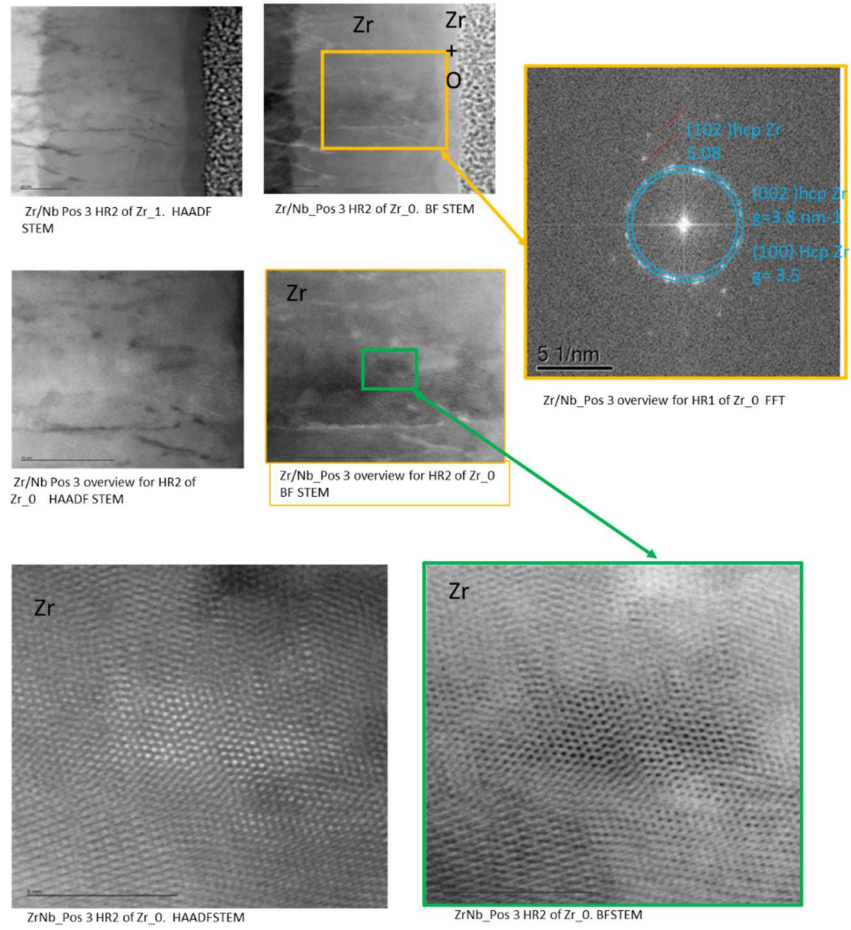 Zr
Zr
+
O
Zr/Nb Pos 3 HR2 of Zr_1. HAADF
STEM
Zr/Nb_Pos 3 HR2 of Zr_0. BF STEM
(102 )hcp Zr
5.08
(002 )hcp Zr
g=3.8 nm-1
(100) Hcp Zr
g= 3.5
5 1/nm
Zr/Nb_Pos 3 overview for HR1 of Zr_0 FFT
Zr
Zr/Nb Pos 3 overview for HR2 of
Zr_0 HAADF STEM
Zr/Nb_Pos 3 overview for HR2 of Zr_0
BF STEM
Zr
5 nm
Zr
ZrNb_Pos 3 HR2 of Zr_0. HAADFSTEM
ZrNb_Pos 3 HR2 of Zr_0. BFSTEM